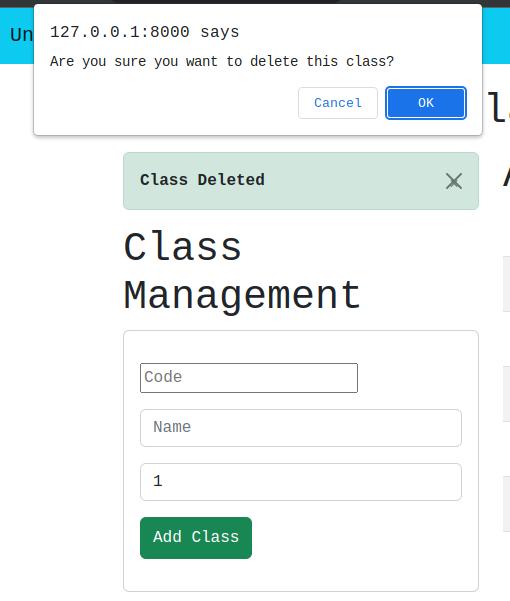 Un
127.0.0.1:8000 says
Are you sure you want to delete this class?
Cancel
OK
Class Deleted
Class
Management
Code
Name
1
Add Class